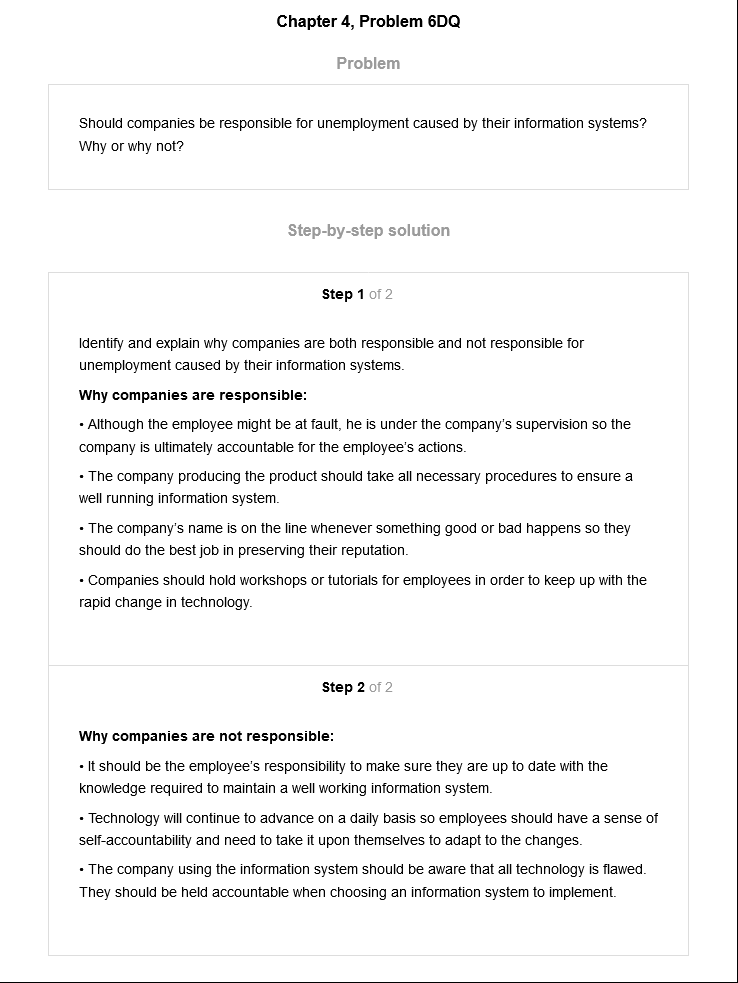 Chapter 4, Problem 6DQ
Problem
Should companies be responsible for unemployment caused by their information systems?
Why or why not?
Step-by-step solution
Step 1 of 2
Identify and explain why companies are both responsible and not responsible for
unemployment caused by their information systems.
Why companies are responsible:
• Although the employee might be at fault, he is under the company's supervision so the
company is ultimately accountable for the employee's actions.
• The company producing the product should take all necessary procedures to ensure a
well running information system.
• The company's name is on the line whenever something good or bad happens so they
should do the best job in preserving their reputation.
• Companies should hold workshops or tutorials for employees in order to keep up with the
rapid change in technology.
Step 2 of 2
Why companies are not responsible:
• It should be the employee's responsibility to make sure they are up to date with the
knowledge required to maintain a well working information system.
• Technology will continue to advance on a daily basis so employees should have a sense of
self-accountability and need to take it upon themselves to adapt to the changes.
• The company using the information system should be aware that all technology is flawed.
They should be held accountable when choosing an information system to implement.